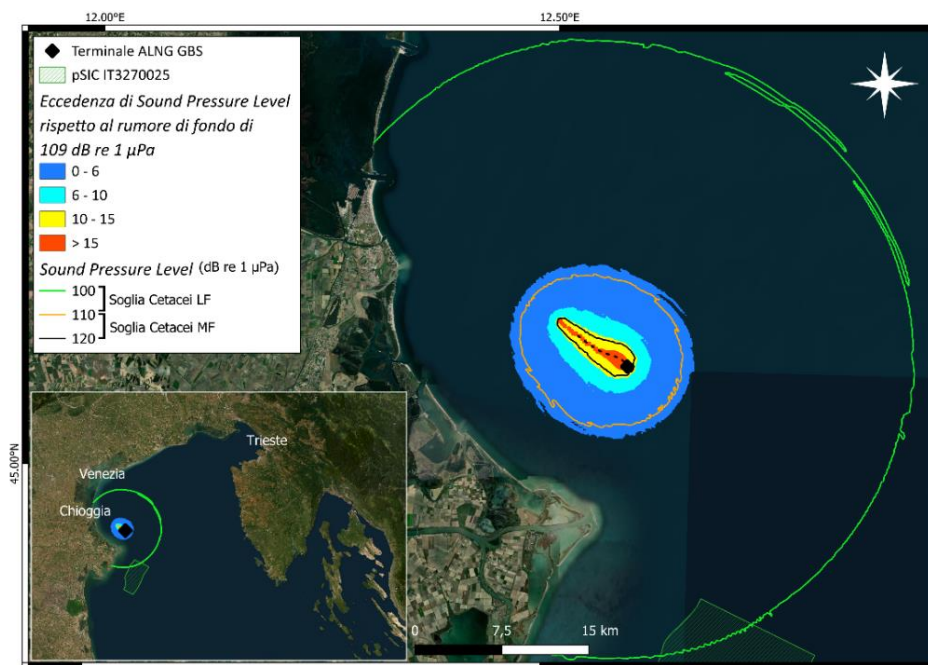 12.00°E
12.50°E
Terminale ALNG GBS
pSIC IT3270025
Eccedenza di Sound Pressure Level
rispetto al rumore di fondo di
109 dB re 1 µPa
0 - 6
6 - 10
10 - 15
> 15
Sound Pressure Level (dB re 1 µPa)
100
Soglia Cetacei LF
110
Soglia Cetacei MF
120
45.00°N
Trieste
Venezia
Chioggia
0 7,5 15 km
12.50°E